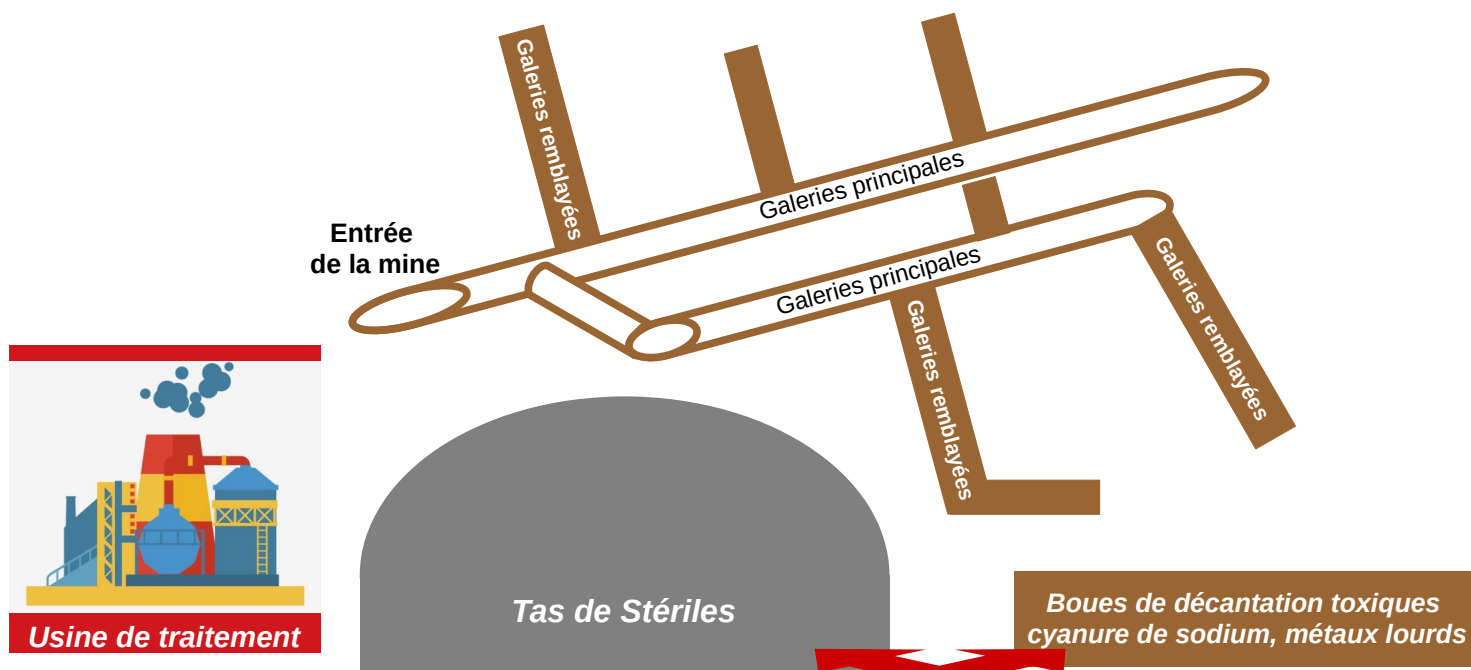 Galeries remblayées
Galeries principales
Entrée
de la mine
Galeries principales
Galeries remblayées
Galeries remblayées
Tas de Stériles
Boues de décantation toxiques
cyanure de sodium, métaux lourds
Usine de traitement